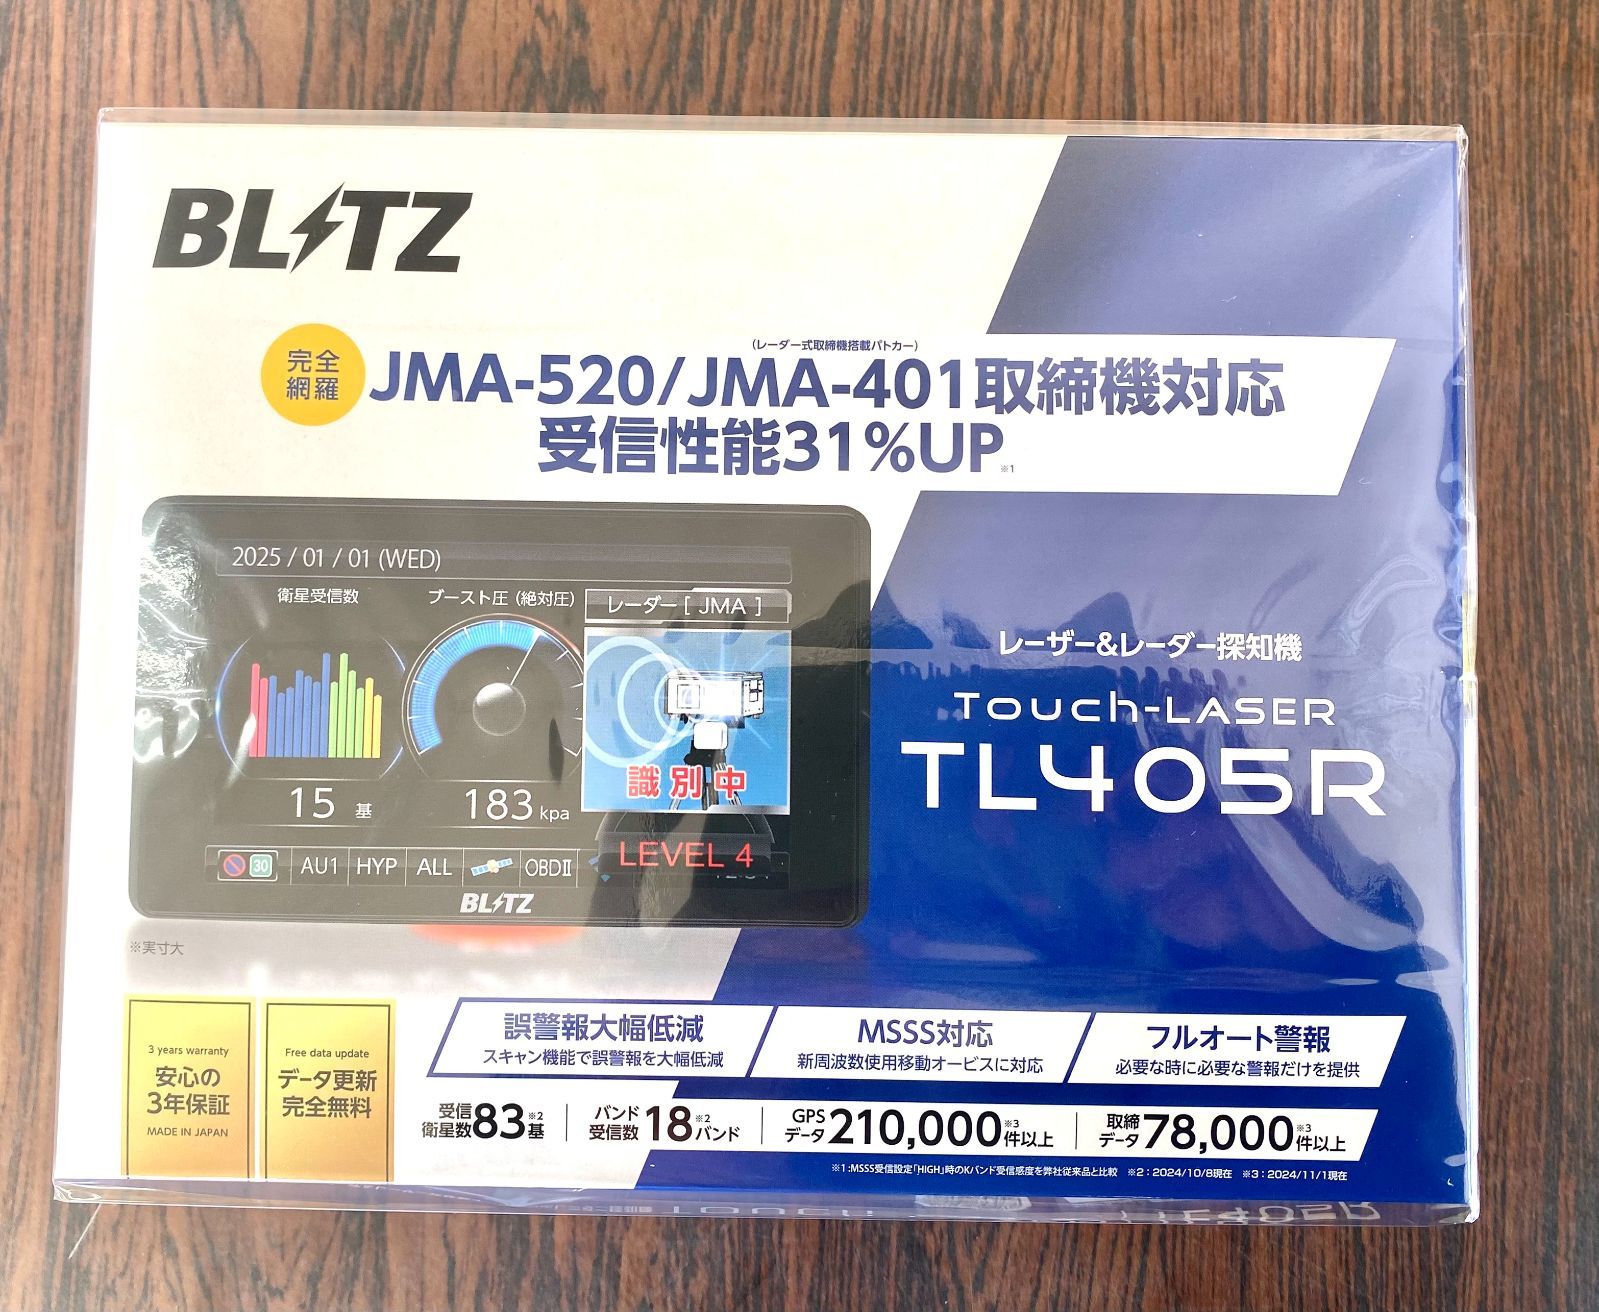 BLITZ
完全
網羅
(レーダー式取締機搭載パトカー)
JMA-520/JMA-401取締機対応
受信性能31%UP※1
2025 / 01 / 01 (WED)
衛星受信数
ブースト圧 (絶対圧)
レーダー [ JMA ]
識別中
15 基
183 kpa
LEVEL 4
30
AU1
HYP
ALL
OBDⅡ
BLITZ
※実寸大
レーザー&レーダー探知機
Touch-LASER
TL405R
3 years warranty
安心の
3年保証
MADE IN JAPAN
Free data update
データ更新
完全無料
誤警報大幅低減
スキャン機能で誤警報を大幅低減
MSSS対応
新周波数使用移動オービスに対応
フルオート警報
必要な時に必要な警報だけを提供
受信
衛星数83※2基
バンド
受信数18※2バンド
GPS
データ210,000※3件以上
取締
データ78,000※3件以上
※1:MSSS受信設定「HIGH」時のKバンド受信感度を弊社従来品と比較 ※2:2024/10/8現在 ※3:2024/11/1現在